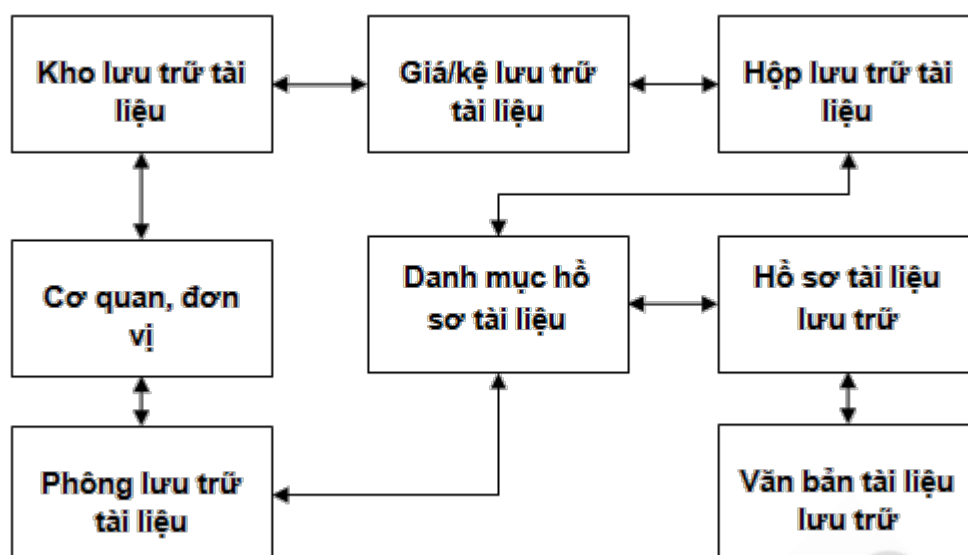 Kho lưu trữ tài
liệu
Giá/kệ lưu trữ
tài liệu
Hộp lưu trữ tài
liệu
Cơ quan, đơn
vị
Danh mục hồ
sơ tài liệu
Hồ sơ tài liệu
lưu trữ
Phông lưu trữ
tài liệu
Văn bản tài liệu
lưu trữ